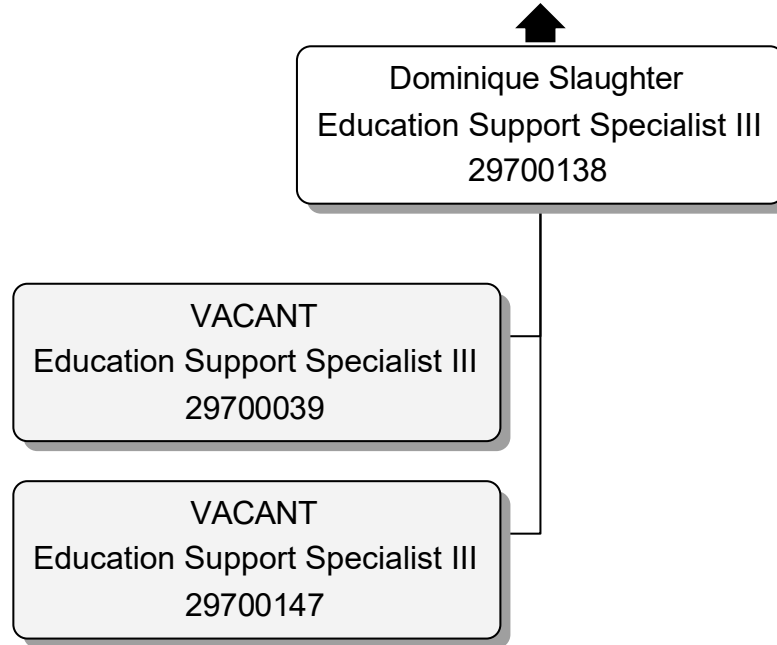 Dominique Slaughter
Education Support Specialist III
29700138
VACANT
Education Support Specialist III
29700039
VACANT
Education Support Specialist III
29700147